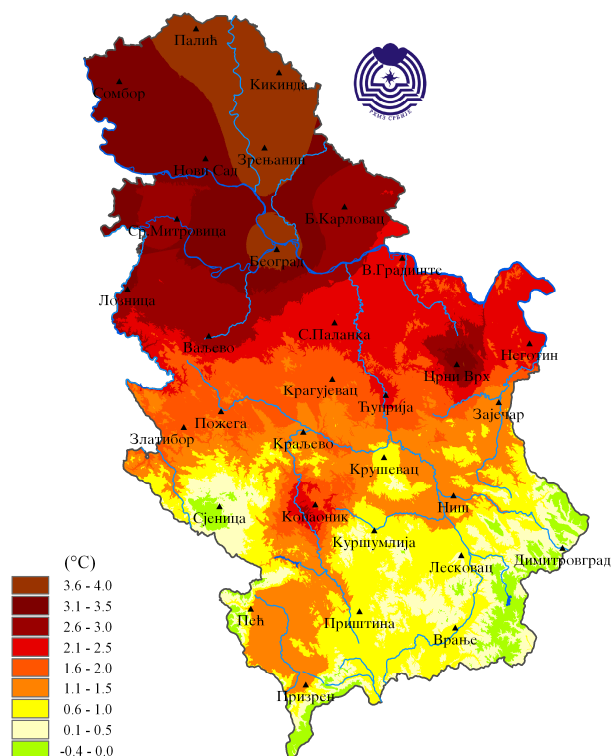 Палић
Кикинда
Сомбор
РХМЗ СРБИЈЕ
Зрењанин
Нови Сад
Б.Карловац
Ср.Митровица
Београд
В.Градиште
Лозница
С.Паланка
Ваљево
Неготин
Црни Врх
Крагујевац
Ћуприја
Зајечар
Пожега
Златибор
Краљево
Крушевац
Ниш
Сјеница
Копаоник
Куршумлија
Димитровград
Лесковац
(°C)
3.6 - 4.0
3.1 - 3.5
2.6 - 3.0
2.1 - 2.5
1.6 - 2.0
1.1 - 1.5
0.6 - 1.0
0.1 - 0.5
-0.4 - 0.0
Пећ
Приштина
Врање
Призрен